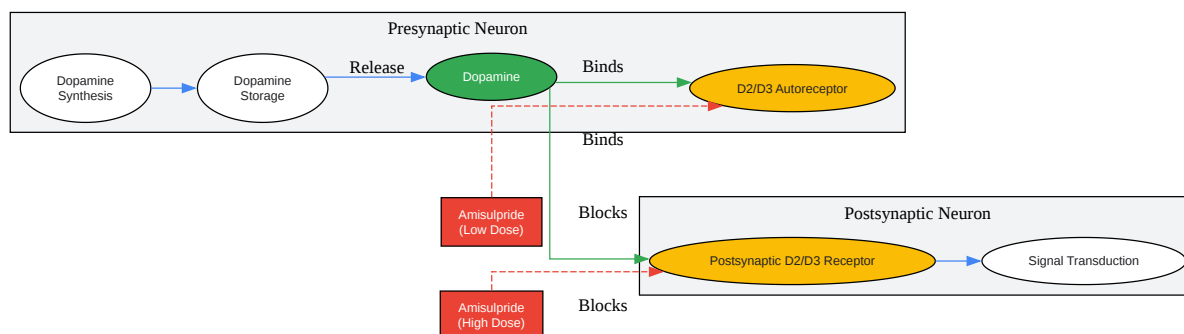 Presynaptic Neuron
Dopamine
Synthesis
Dopamine
Storage
Release
Dopamine
Binds
D2/D3 Autoreceptor
Binds
Amisulpride
(Low Dose)
Blocks
Postsynaptic Neuron
Postsynaptic D2/D3 Receptor
Signal Transduction
Amisulpride
(High Dose)
Blocks